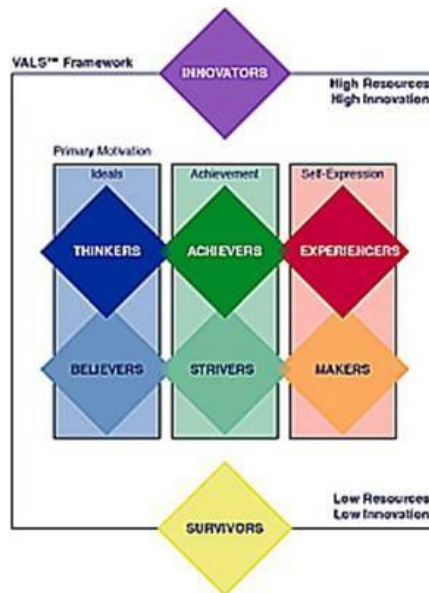 VALS™ Framework
INNOVATORS
High Resources
High Innovation
Primary Motivation
Ideals
Achievement
Self-Expression
THINKERS
ACHIEVERS
EXPERIENCERS
BELIEVERS
STRIVERS
MAKERS
Low Resources
Low Innovation
SURVIVORS